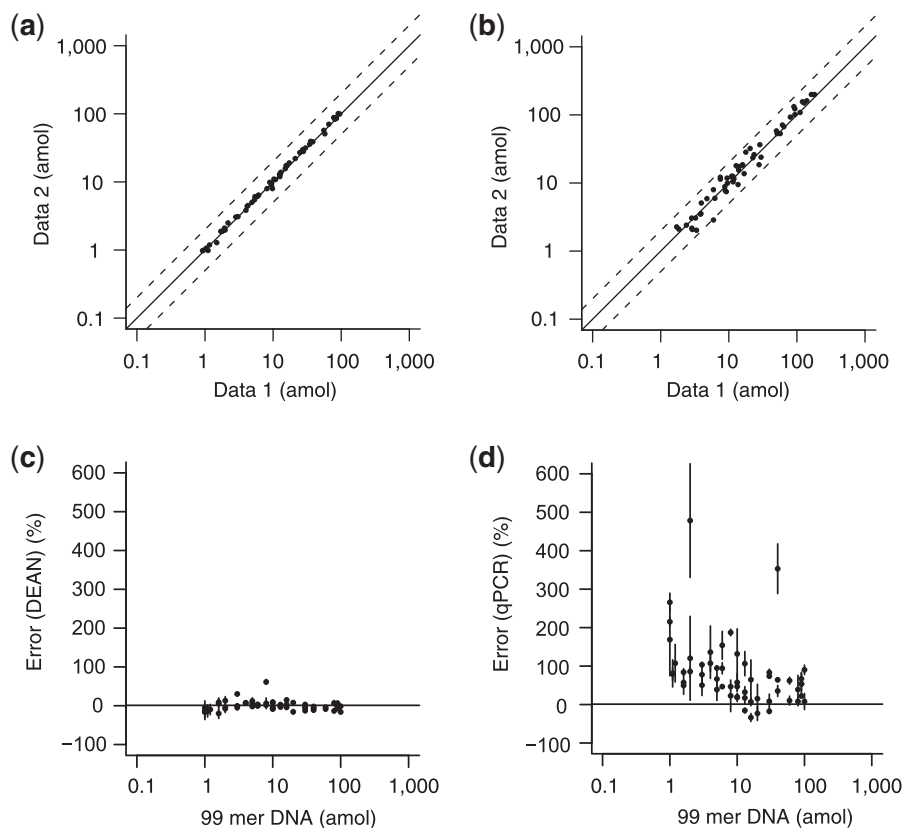 (a)
1,000
100
10
1
0.1
Data 2 (amol)
0.1 1 10 100 1,000
Data 1 (amol)
(b)
1,000
100
10
1
0.1
Data 2 (amol)
0.1 1 10 100 1,000
Data 1 (amol)
(c)
600
500
400
300
200
100
0
−100
Error (DEAN) (%)
0.1 1 10 100 1,000
99 mer DNA (amol)
(d)
600
500
400
300
200
100
0
−100
Error (qPCR) (%)
0.1 1 10 100 1,000
99 mer DNA (amol)